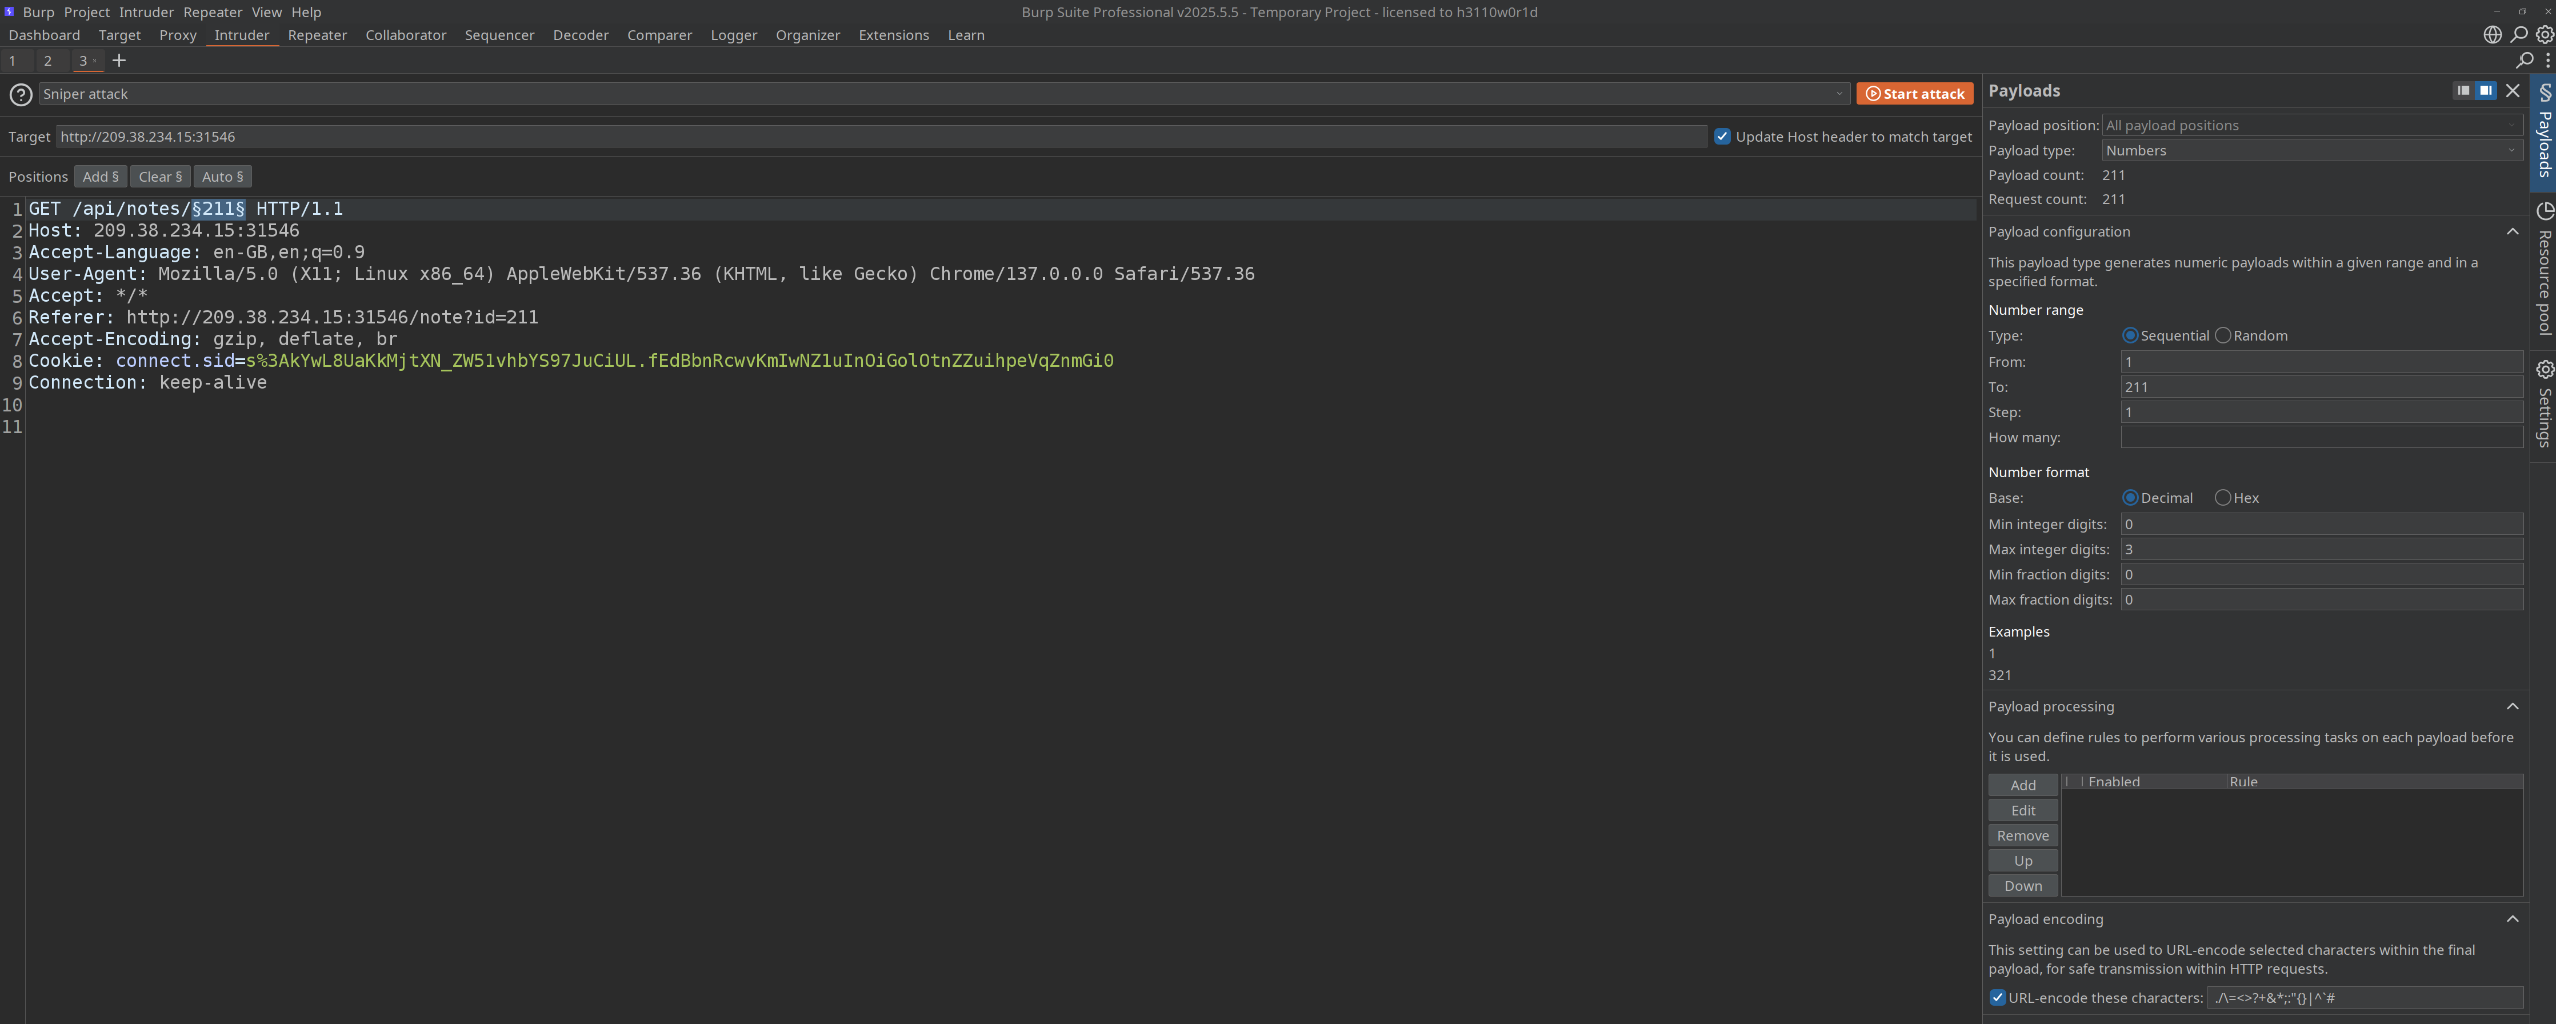 Burp Project Intruder Repeater View Help
Burp Suite Professional v2025.5.5 - Temporary Project - licensed to h3110w0r1d
Dashboard Target Proxy Intruder Repeater Collaborator Sequencer Decoder Comparer Logger Organizer Extensions Learn
1 2 3 × +
Sniper attack
Start attack
Target http://209.38.234.15:31546
Update Host header to match target
Positions Add § Clear § Auto §
1 GET /api/notes/§211§ HTTP/1.1
2 Host: 209.38.234.15:31546
3 Accept-Language: en-GB,en;q=0.9
4 User-Agent: Mozilla/5.0 (X11; Linux x86_64) AppleWebKit/537.36 (KHTML, like Gecko) Chrome/137.0.0.0 Safari/537.36
5 Accept: */*
6 Referer: http://209.38.234.15:31546/note?id=211
7 Accept-Encoding: gzip, deflate, br
8 Cookie: connect.sid=s%3AkYwL8UaKkMjtXN_ZW51vhbYS97JuCiUL.fEdBbnRcwvKmIwNZ1uInOiGolOtnZZuihpeVqZnmGi0
9 Connection: keep-alive
10
11
Payloads
Payload position: All payload positions
Payload type: Numbers
Payload count: 211
Request count: 211
Payload configuration
This payload type generates numeric payloads within a given range and in a
specified format.
Number range
Type: Sequential Random
From: 1
To: 211
Step: 1
How many:
Number format
Base: Decimal Hex
Min integer digits: 0
Max integer digits: 3
Min fraction digits: 0
Max fraction digits: 0
Examples
1
321
Payload processing
You can define rules to perform various processing tasks on each payload before
it is used.
Add
Edit
Remove
Up
Down
Enabled Rule
Payload encoding
This setting can be used to URL-encode selected characters within the final
payload, for safe transmission within HTTP requests.
URL-encode these characters: ./\=<>?+&*;:"{}|^`#
§ Payloads
Resource pool
Settings